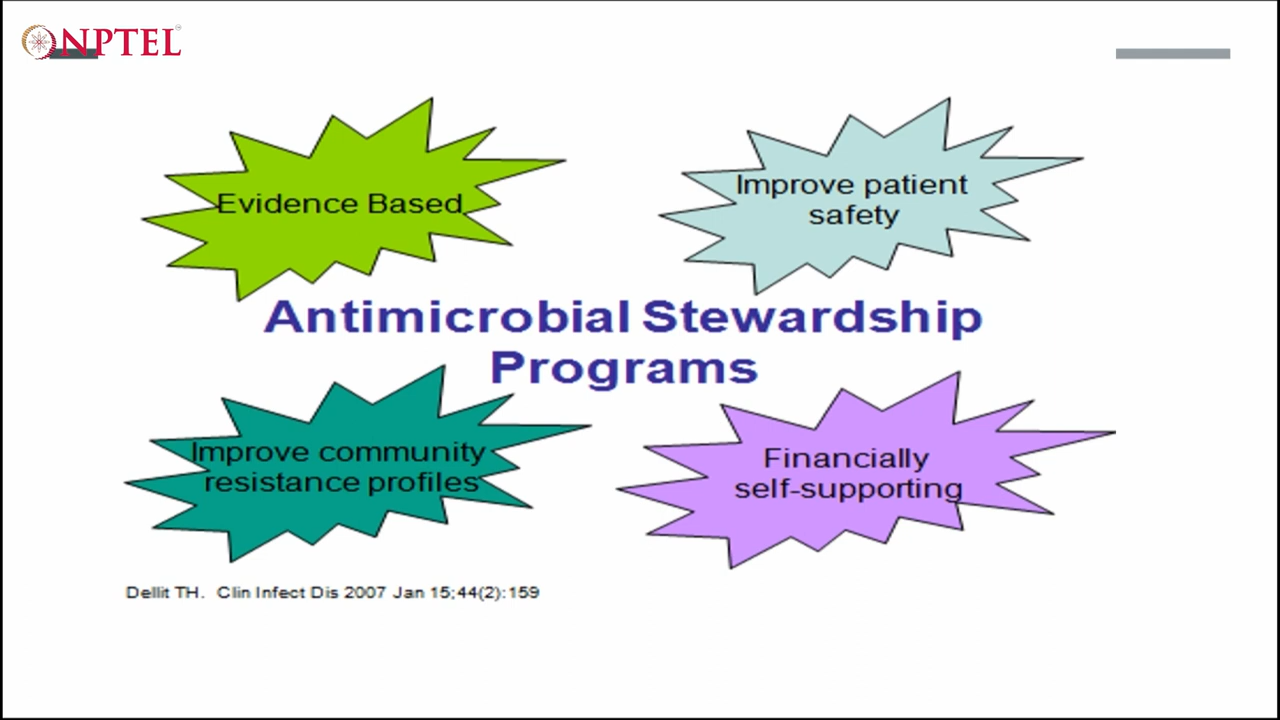 NPTEL
Evidence Based
Improve patient
safety
Antimicrobial Stewardship
Programs
Improve community
resistance profiles
Financially
self-supporting
Dellit TH. Clin Infect Dis 2007 Jan 15;44(2):159